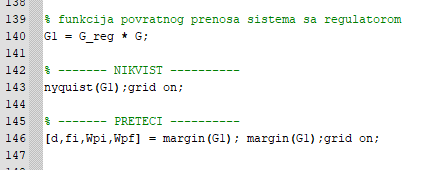 138
139 % funkcija povratnog prenosa sistema sa regulatorom
140 G1 = G_reg * G;
141
142 % ------- NIKVIST ----------
143 nyquist(G1);grid on;
144
145 % ------- PRETECI ----------
146 [d,fi,Wpi,Wpf] = margin(G1); margin(G1);grid on;
147